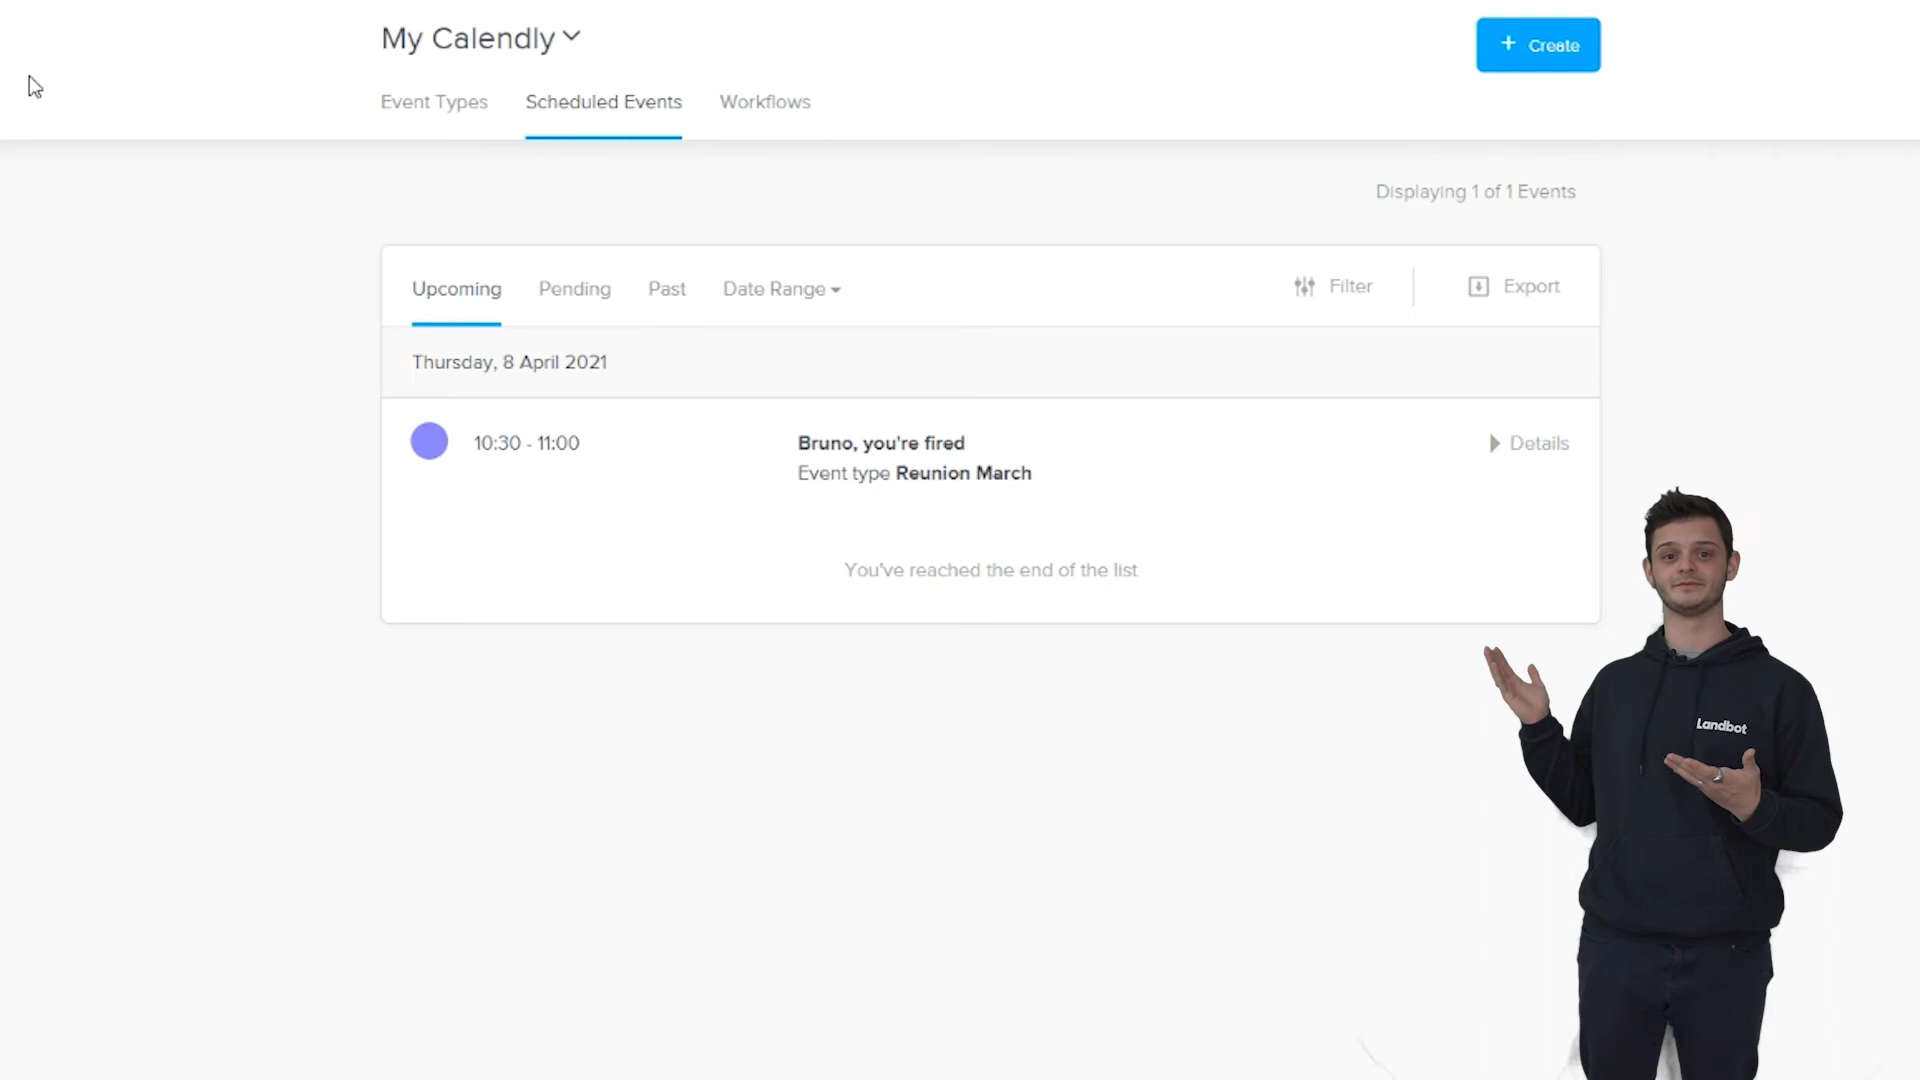 My Calendly
+ Create
Event Types
Scheduled Events
Workflows
Displaying 1 of 1 Events
Upcoming
Pending
Past
Date Range
Filter
Export
Thursday, 8 April 2021
10:30 - 11:00
Bruno, you're fired
Details
Event type Reunion March
You've reached the end of the list
Landbot